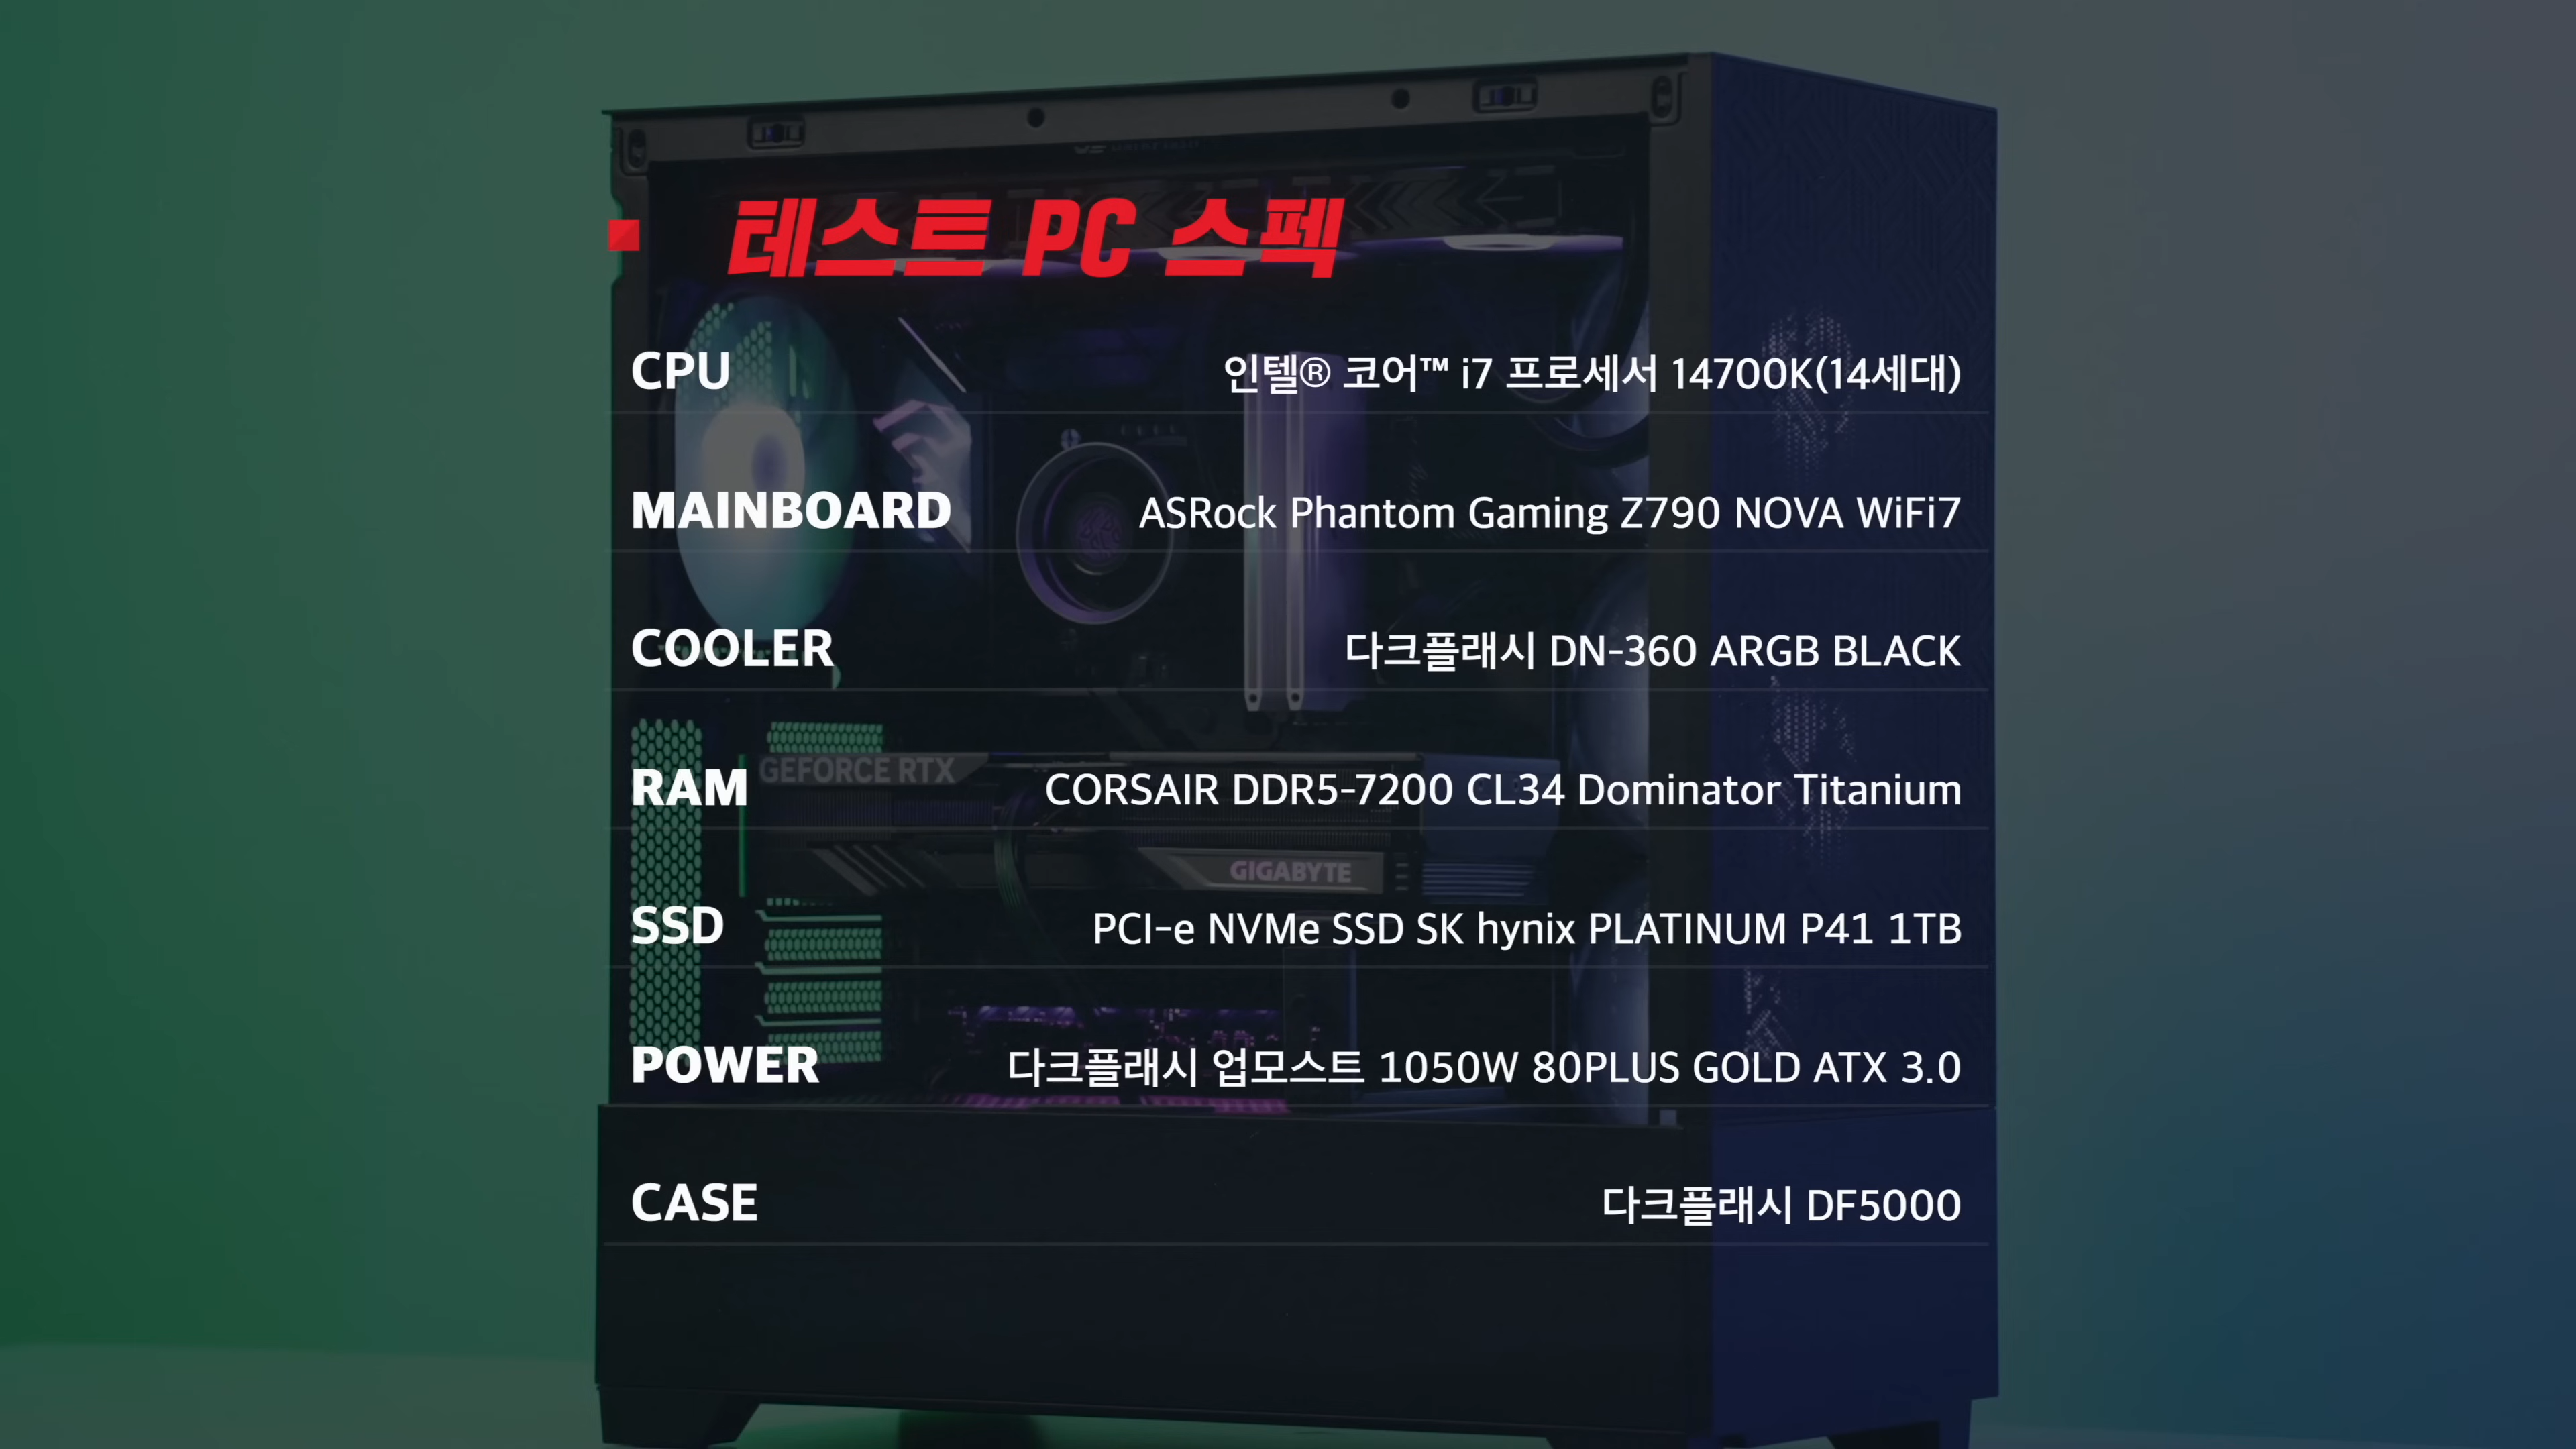 테스트 PC 스펙
CPU 인텔® 코어™ i7 프로세서 14700K(14세대)
MAINBOARD ASRock Phantom Gaming Z790 NOVA WiFi7
COOLER 다크플래시 DN-360 ARGB BLACK
GEFORCE RTX
RAM CORSAIR DDR5-7200 CL34 Dominator Titanium
GIGABYTE
SSD PCI-e NVMe SSD SK hynix PLATINUM P41 1TB
POWER 다크플래시 업모스트 1050W 80PLUS GOLD ATX 3.0
CASE 다크플래시 DF5000